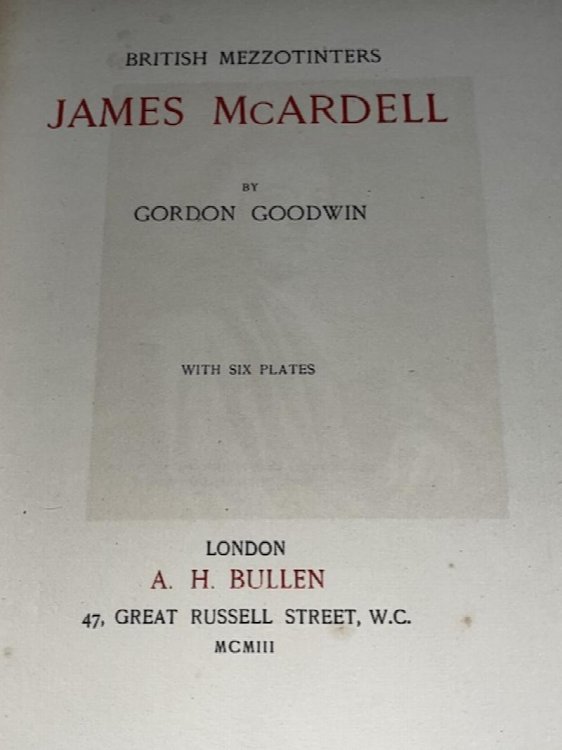 BRITISH MEZZOTINTERS
JAMES McARDELL
BY
GORDON GOODWIN
WITH SIX PLATES
LONDON
A. H. BULLEN
47, GREAT RUSSELL STREET, W.C.
MCMIII